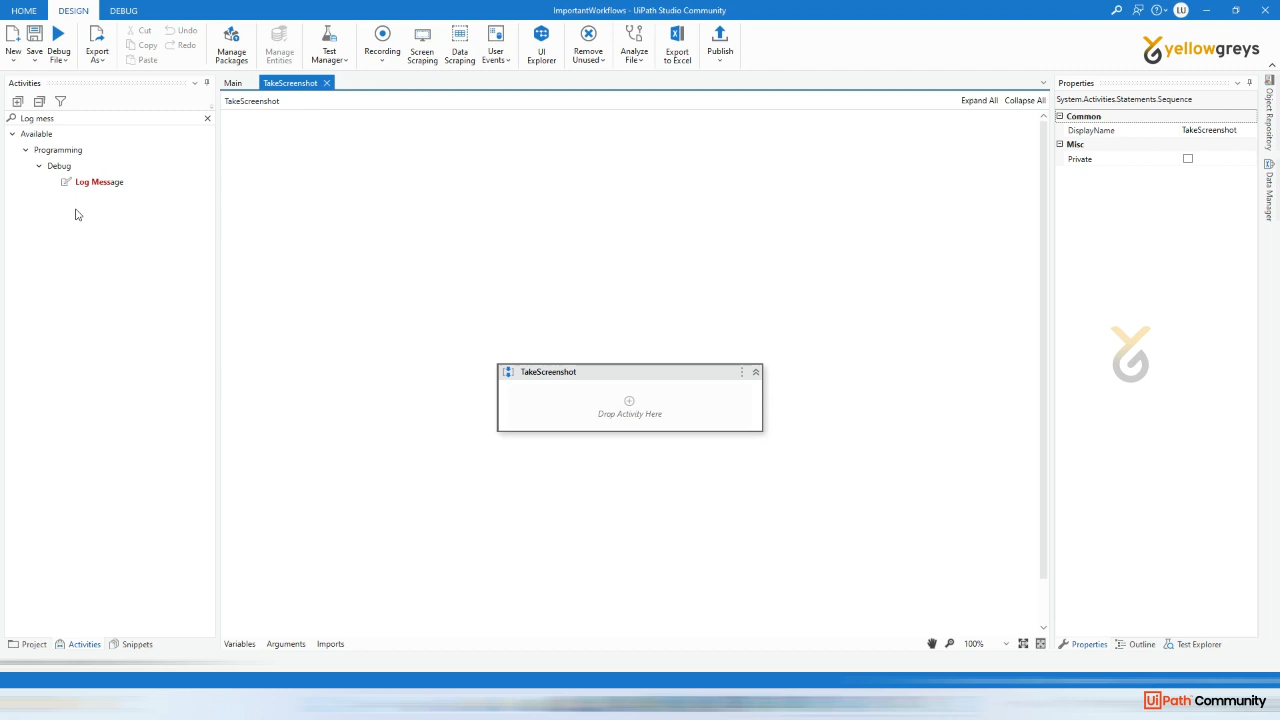 HOME DESIGN DEBUG ImportantWorkflows - UiPath Studio Community LU
New Save Debug File Export As Cut Copy Paste Undo Redo Manage Packages Manage Entities Test Manager Recording Screen Scraping Data Scraping User Events UI Explorer Remove Unused Analyze File Export to Excel Publish
yellowgreys
Activities
Main TakeScreenshot
Properties
TakeScreenshot Expand All Collapse All
System.Activities.Statements.Sequence
Log mess
Common
DisplayName TakeScreenshot
Misc
Private
Available
Programming
Debug
Log Message
Object Repository
Data Manager
TakeScreenshot
Drop Activity Here
Project Activities Snippets
Variables Arguments Imports 100%
Properties Outline Test Explorer
UiPath Community